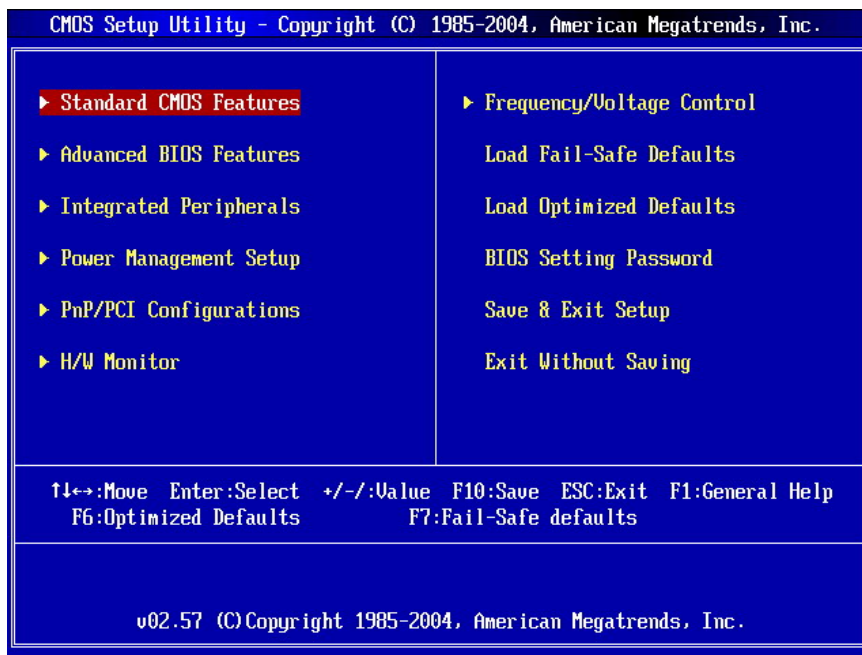 CMOS Setup Utility - Copyright (C) 1985-2004, American Megatrends, Inc.
▶ Standard CMOS Features
▶ Advanced BIOS Features
▶ Integrated Peripherals
▶ Power Management Setup
▶ PnP/PCI Configurations
▶ H/W Monitor
▶ Frequency/Voltage Control
Load Fail-Safe Defaults
Load Optimized Defaults
BIOS Setting Password
Save & Exit Setup
Exit Without Saving
↑↓←→:Move Enter:Select +/-/:Value F10:Save ESC:Exit F1:General Help
F6:Optimized Defaults F7:Fail-Safe defaults
v02.57 (C)Copyright 1985-2004, American Megatrends, Inc.